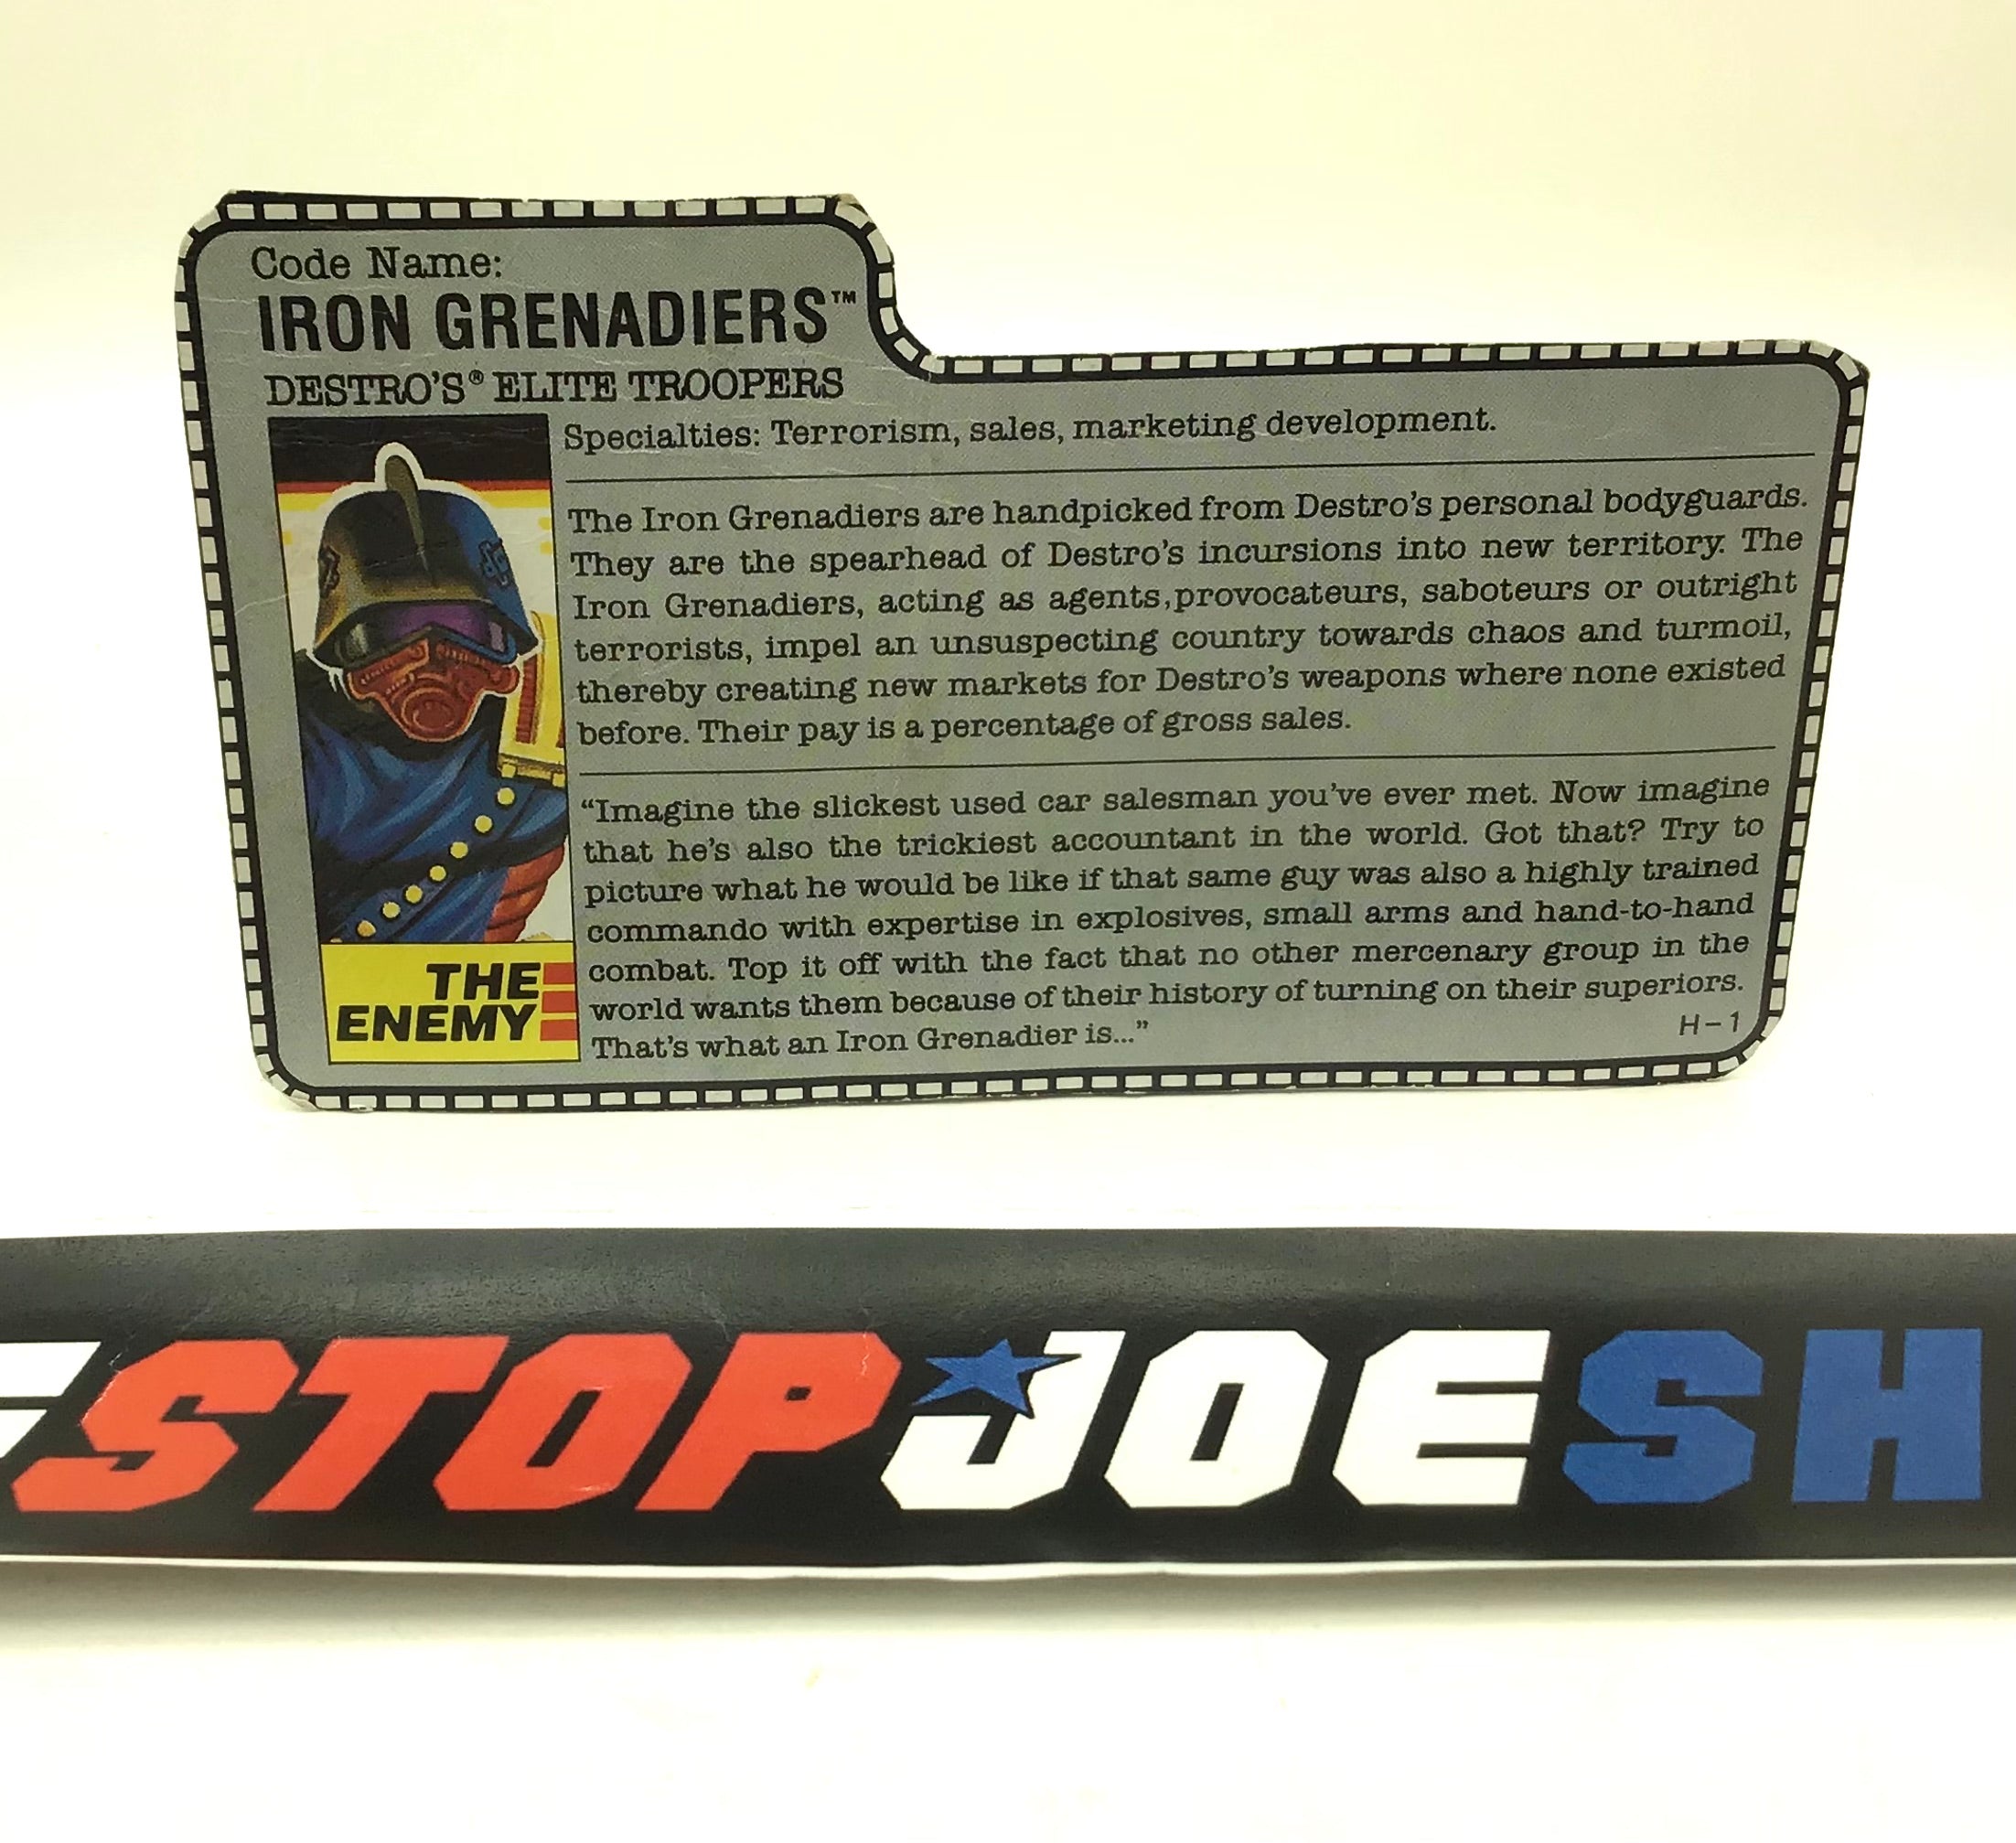 Code Name:
IRON GRENADIERS™
DESTRO'S® ELITE TROOPERS
Specialties: Terrorism, sales, marketing development.
The Iron Grenadiers are handpicked from Destro's personal bodyguards.
They are the spearhead of Destro's incursions into new territory. The
Iron Grenadiers, acting as agents,provocateurs, saboteurs or outright
terrorists, impel an unsuspecting country towards chaos and turmoil,
thereby creating new markets for Destro's weapons where none existed
before. Their pay is a percentage of gross sales.
“Imagine the slickest used car salesman you've ever met. Now imagine
that he's also the trickiest accountant in the world. Got that? Try to
picture what he would be like if that same guy was also a highly trained
commando with expertise in explosives, small arms and hand-to-hand
combat. Top it off with the fact that no other mercenary group in the
world wants them because of their history of turning on their superiors.
That's what an Iron Grenadier is...”
H-1
THE
ENEMY
STOPJOESH